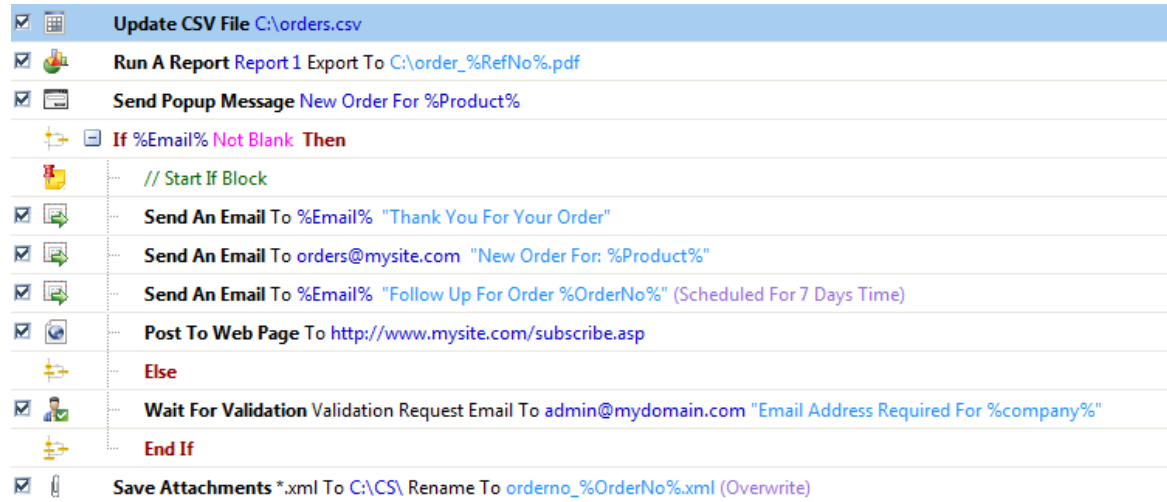 Update CSV File C:\orders.csv
Run A Report Report 1 Export To C:\order_%RefNo%.pdf
Send Popup Message New Order For %Product%
If %Email% Not Blank Then
// Start If Block
Send An Email To %Email% "Thank You For Your Order"
Send An Email To orders@mysite.com "New Order For: %Product%"
Send An Email To %Email% "Follow Up For Order %OrderNo%" (Scheduled For 7 Days Time)
Post To Web Page To http://www.mysite.com/subscribe.asp
Else
Wait For Validation Validation Request Email To admin@mydomain.com "Email Address Required For %company%"
End If
Save Attachments *.xml To C:\CS\ Rename To orderno_%OrderNo%.xml (Overwrite)